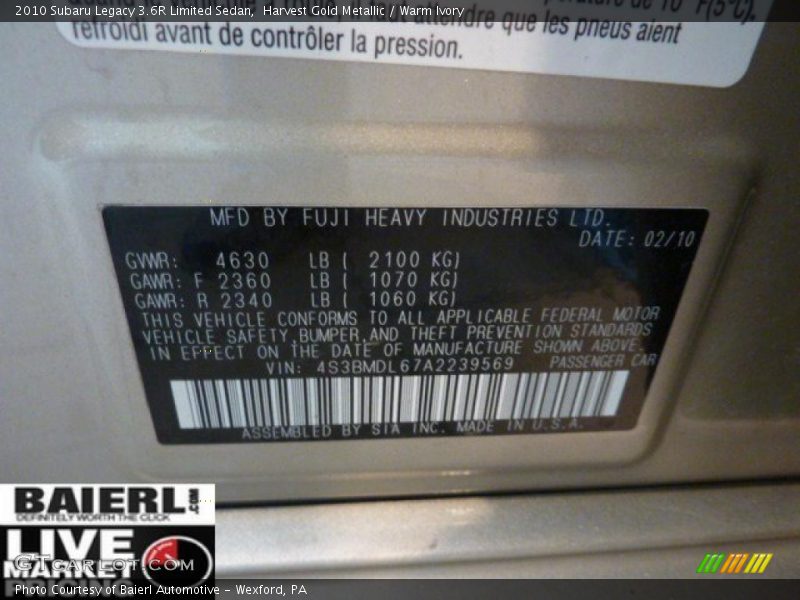 2010 Subaru Legacy 3.6R Limited Sedan, Harvest Gold Metallic / Warm Ivory
attendre que les pneus aient
refroidi avant de contrôler la pression.
MFD BY FUJI HEAVY INDUSTRIES LTD.
DATE: 02/10
GVWR: 4630 LB ( 2100 KG)
GAWR: F 2360 LB ( 1070 KG)
GAWR: R 2340 LB ( 1060 KG)
THIS VEHICLE CONFORMS TO ALL APPLICABLE FEDERAL MOTOR
VEHICLE SAFETY, BUMPER, AND THEFT PREVENTION STANDARDS
IN EFFECT ON THE DATE OF MANUFACTURE SHOWN ABOVE.
VIN: 4S3BMDL67A2239569 PASSENGER CAR
ASSEMBLED BY SIA INC. MADE IN U.S.A.
BAIERL.com
DEFINITELY WORTH THE CLICK
LIVE
MARKET
GTCARLOT.COM
Photo Courtesy of Baierl Automotive - Wexford, PA